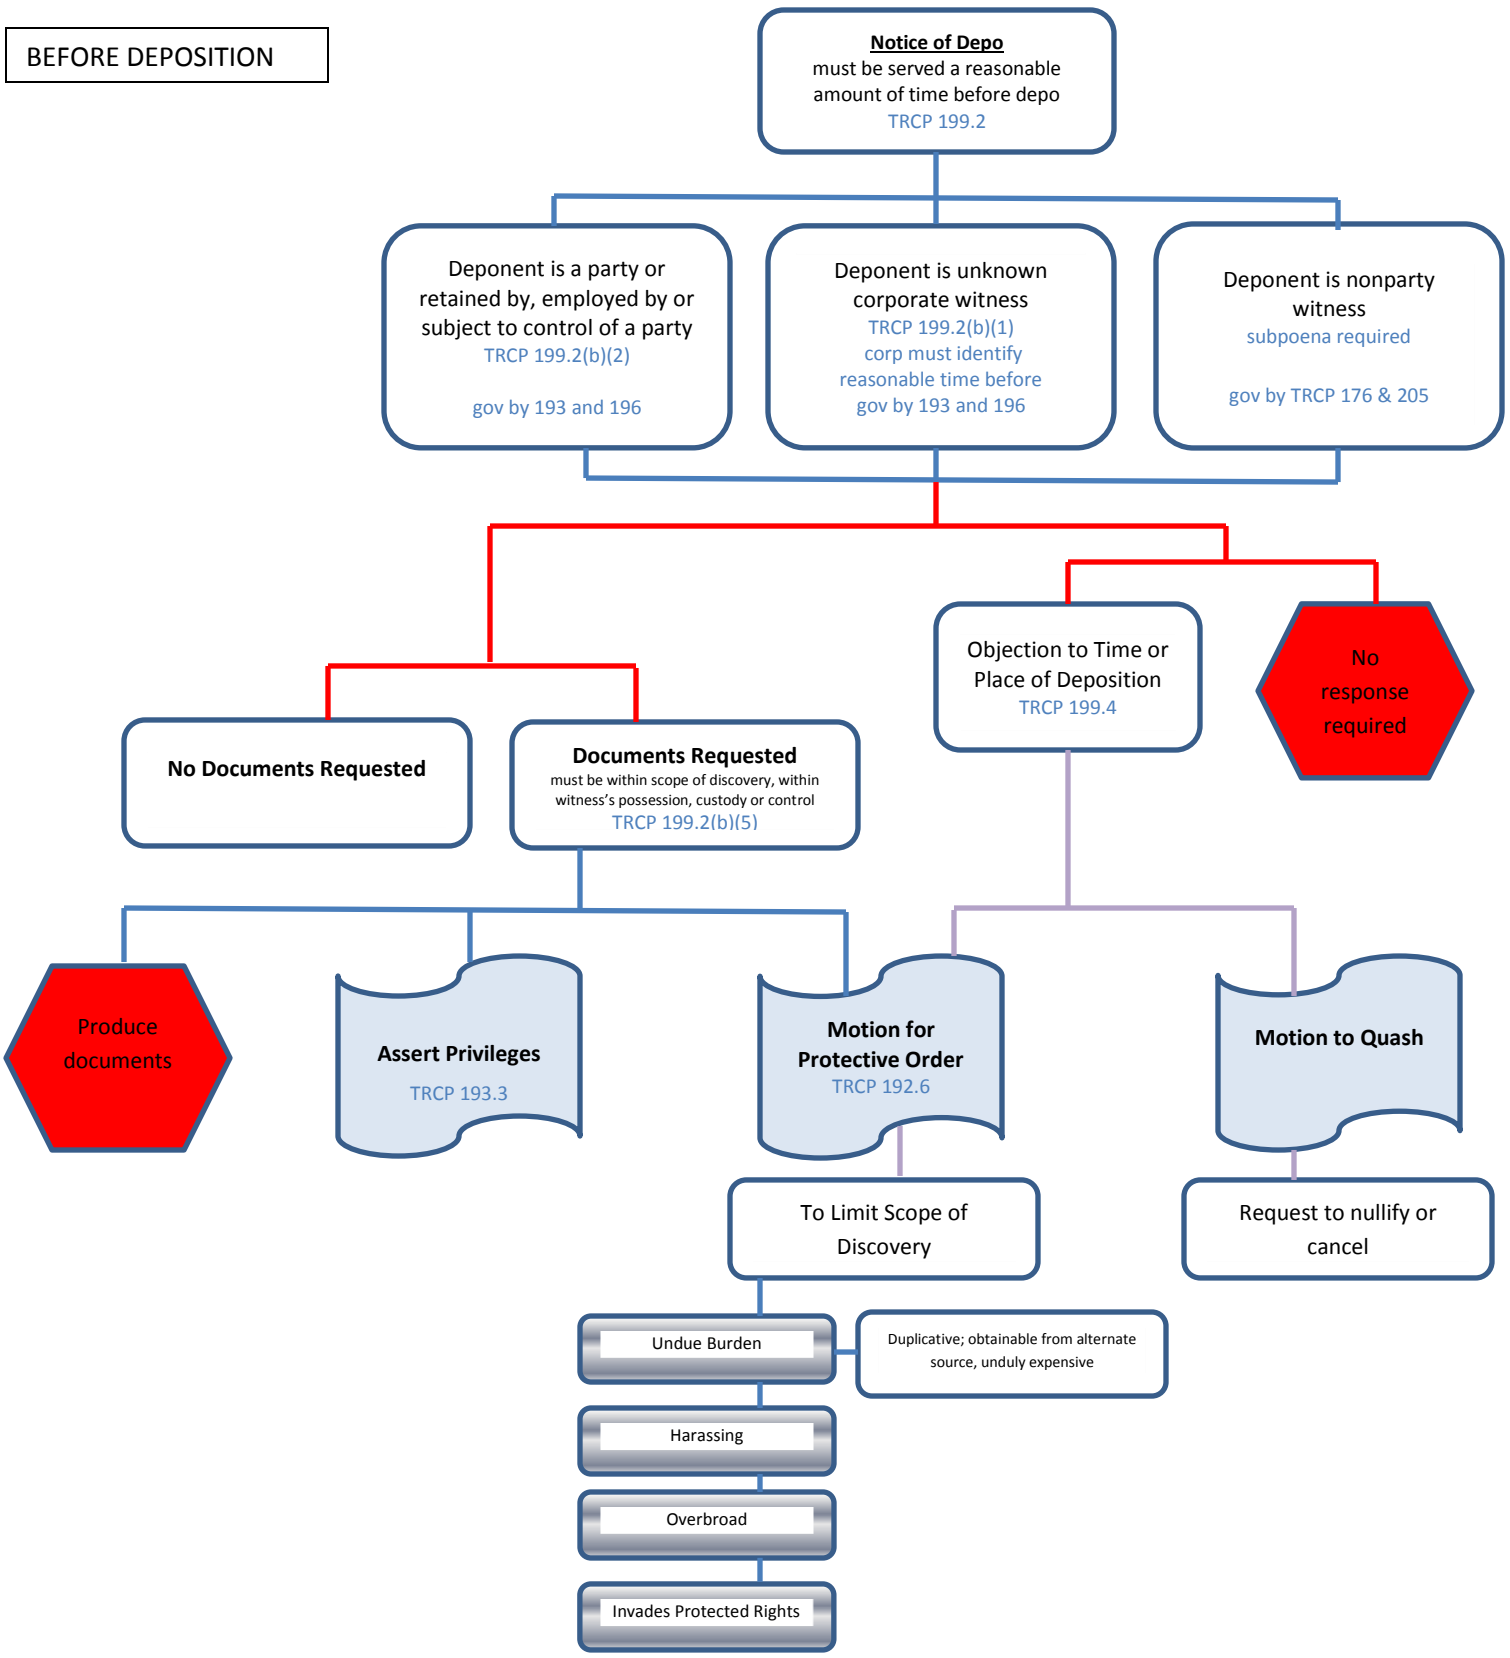 BEFORE DEPOSITION
Notice of Depo
must be served a reasonable
amount of time before depo
TRCP 199.2
Deponent is a party or
retained by, employed by or
subject to control of a party
TRCP 199.2(b)(2)
gov by 193 and 196
Deponent is unknown
corporate witness
TRCP 199.2(b)(1)
corp must identify
reasonable time before
gov by 193 and 196
Deponent is nonparty
witness
subpoena required
gov by TRCP 176 & 205
Objection to Time or
Place of Deposition
TRCP 199.4
No
response
required
No Documents Requested
Documents Requested
must be within scope of discovery, within
witness's possession, custody or control
TRCP 199.2(b)(5)
Produce
documents
Assert Privileges
TRCP 193.3
Motion for
Protective Order
TRCP 192.6
Motion to Quash
To Limit Scope of
Discovery
Request to nullify or
cancel
Undue Burden
Duplicative; obtainable from alternate
source, unduly expensive
Harassing
Overbroad
Invades Protected Rights